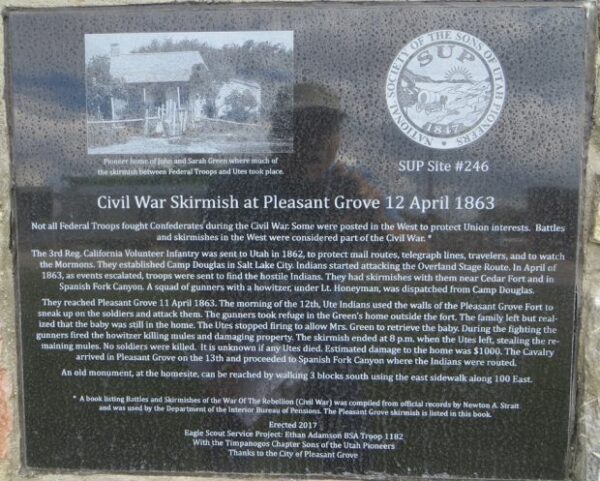 NATIONAL SOCIETY OF THE SONS OF UTAH PIONEERS
SUP
1847
Pioneer home of John and Sarah Green where much of
the skirmish between Federal Troops and Utes took place.
SUP Site #246
Civil War Skirmish at Pleasant Grove 12 April 1863
Not all Federal Troops fought Confederates during the Civil War. Some were posted in the West to protect Union interests. Battles
and skirmishes in the West were considered part of the Civil War. *
The 3rd Reg. California Volunteer Infantry was sent to Utah in 1862, to protect mail routes, telegraph lines, travelers, and to watch
the Mormons. They established Camp Douglas in Salt Lake City. Indians started attacking the Overland Stage Route. In April of
1863, as events escalated, troops were sent to find the hostile Indians. They had skirmishes with them near Cedar Fort and in
Spanish Fork Canyon. A squad of gunners with a howitzer, under Lt. Honeyman, was dispatched from Camp Douglas.
They reached Pleasant Grove 11 April 1863. The morning of the 12th, Ute Indians used the walls of the Pleasant Grove Fort to
sneak up on the soldiers and attack them. The gunners took refuge in the Green's home outside the fort. The family left but real-
ized that the baby was still in the home. The Utes stopped firing to allow Mrs. Green to retrieve the baby. During the fighting the
gunners fired the howitzer killing mules and damaging property. The skirmish ended at 8 p.m. when the Utes left, stealing the re-
maining mules. No soldiers were killed. It is unknown if any Utes died. Estimated damage to the home was $1000. The Cavalry
arrived in Pleasant Grove on the 13th and proceeded to Spanish Fork Canyon where the Indians were routed.
An old monument, at the homesite, can be reached by walking 3 blocks south using the east sidewalk along 100 East.
* A book listing Battles and Skirmishes of the War Of The Rebellion (Civil War) was compiled from official records by Newton A. Strait
and was used by the Department of the Interior Bureau of Pensions. The Pleasant Grove skirmish is listed in this book.
Erected 2017
Eagle Scout Service Project: Ethan Adamson BSA Troop 1182
With the Timpanogos Chapter Sons of the Utah Pioneers
Thanks to the City of Pleasant Grove